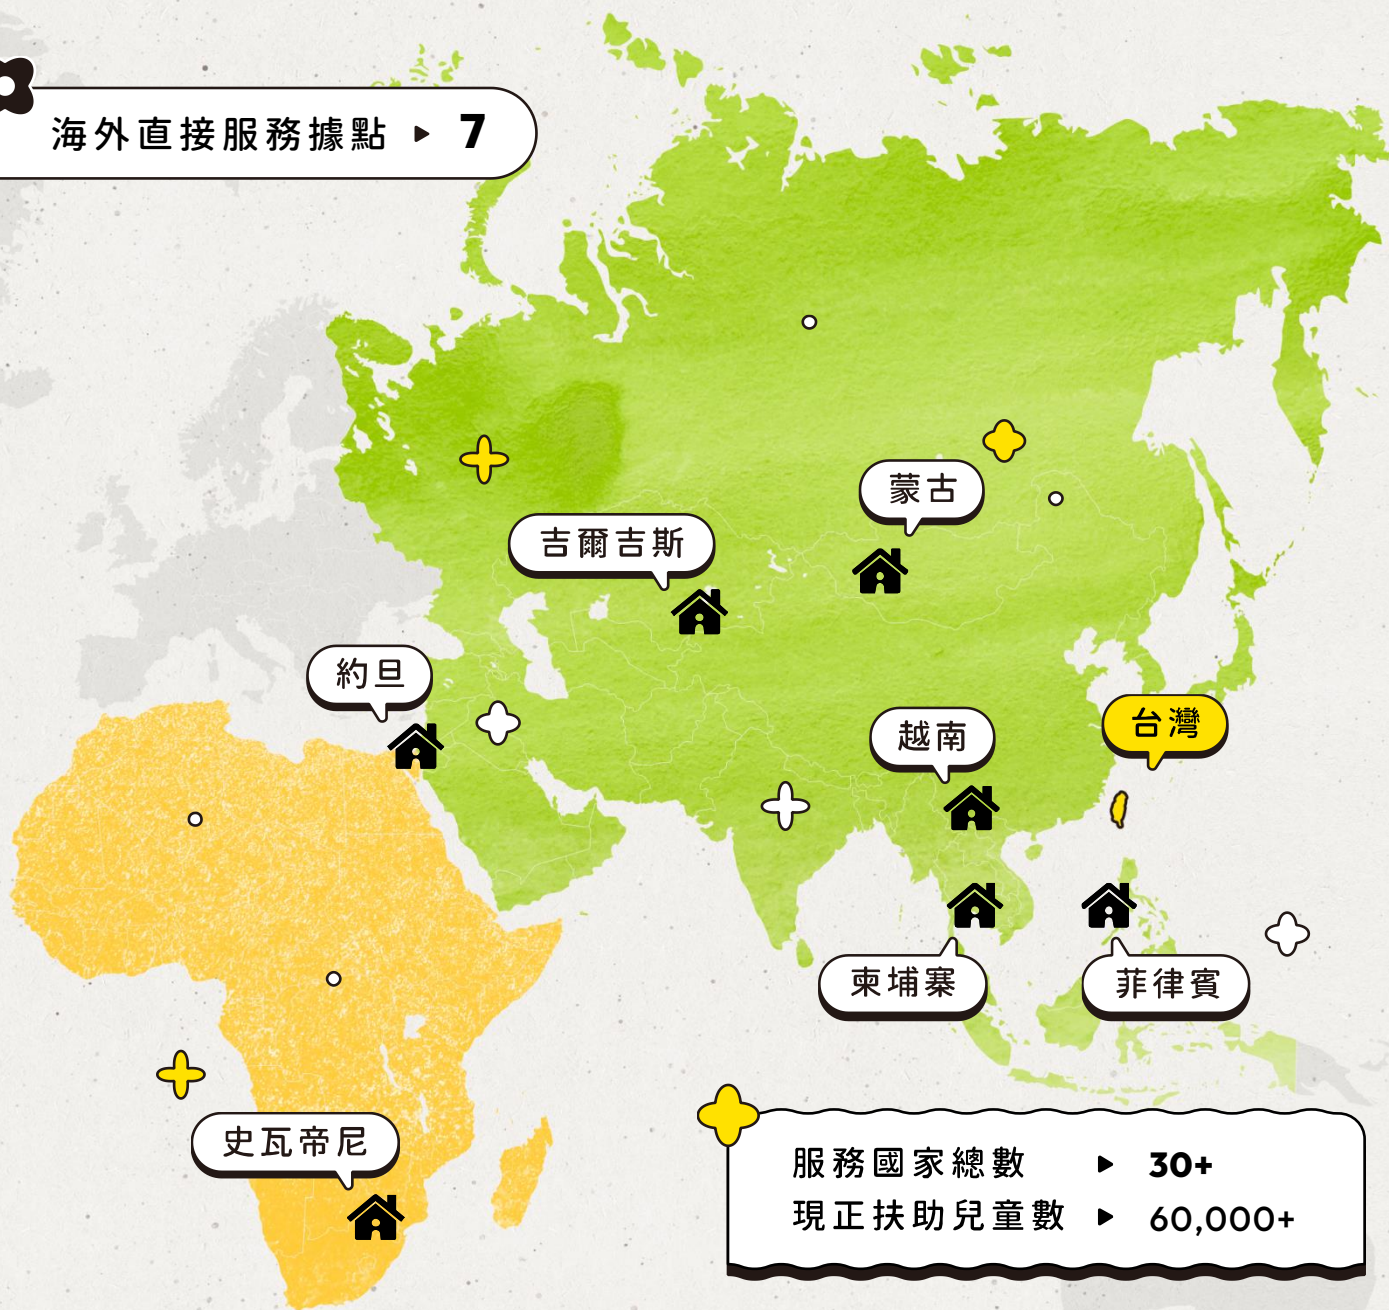 海外直接服務據點 ▸ 7
蒙古
吉爾吉斯
約旦
越南
台灣
柬埔寨
菲律賓
史瓦帝尼
服務國家總數 ▸ 30+
現正扶助兒童數 ▸ 60,000+